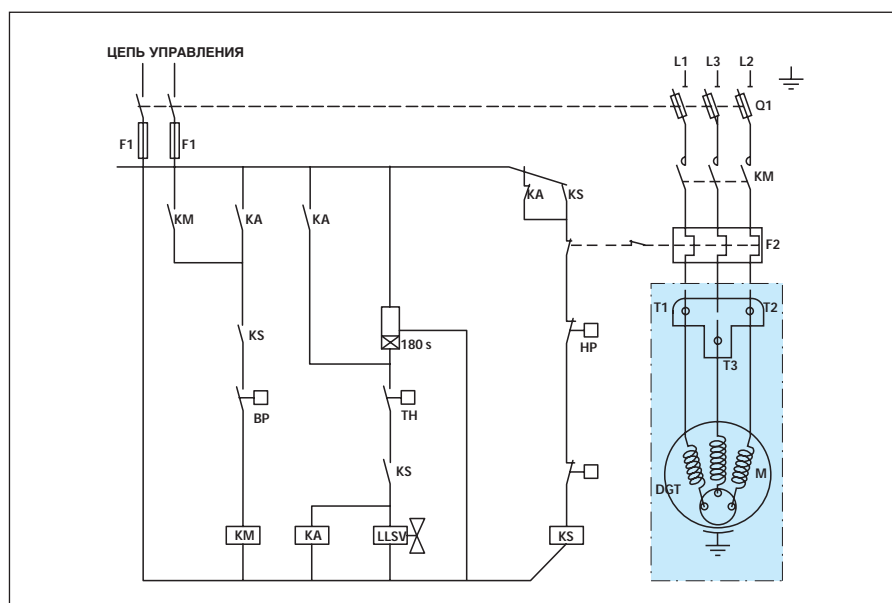 ЦЕПЬ УПРАВЛЕНИЯ
L1 L3 L2
Q1
F1 F1
KM
KA KS
KM KA KA
F2
T1 T2
180 s
HP
T3
KS
BP TH
KS
M
DGT
KM KA LLSV KS